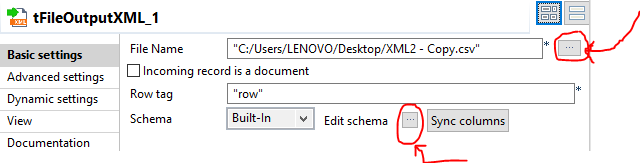 tFileOutputXML_1
XML
Basic settings
Advanced settings
Dynamic settings
View
Documentation
File Name "C:/Users/LENOVO/Desktop/XML2 - Copy.csv" * ...
Incoming record is a document
Row tag "row" *
Schema Built-In Edit schema ... Sync columns